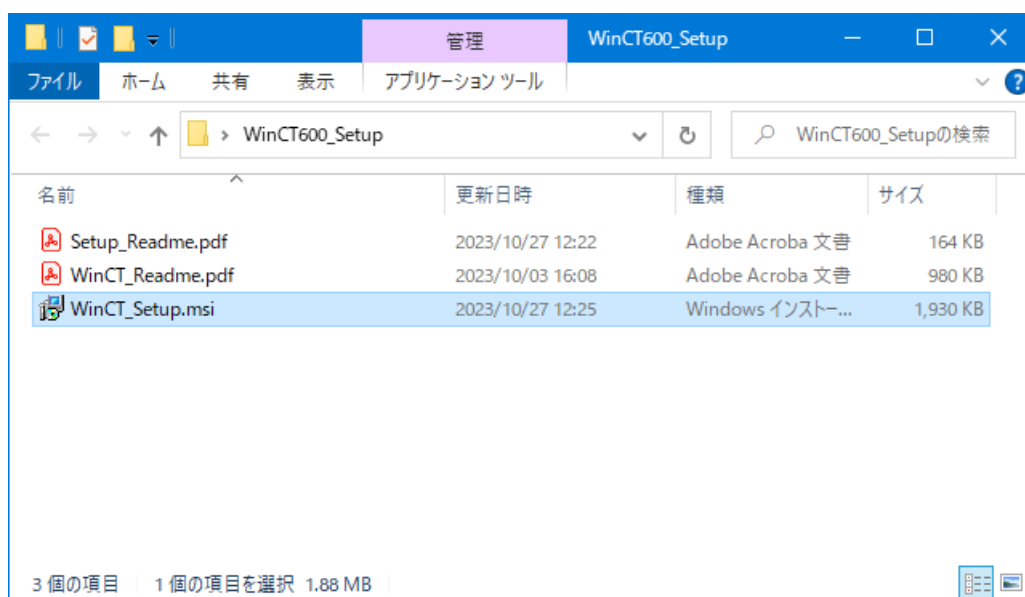 管理 WinCT600_Setup
ファイル ホーム 共有 表示 アプリケーション ツール ?
WinCT600_Setup WinCT600_Setupの検索
名前 更新日時 種類 サイズ
Setup_Readme.pdf 2023/10/27 12:22 Adobe Acroba 文書 164 KB
WinCT_Readme.pdf 2023/10/03 16:08 Adobe Acroba 文書 980 KB
WinCT_Setup.msi 2023/10/27 12:25 Windows インストー... 1,930 KB
3 個の項目 1 個の項目を選択 1.88 MB